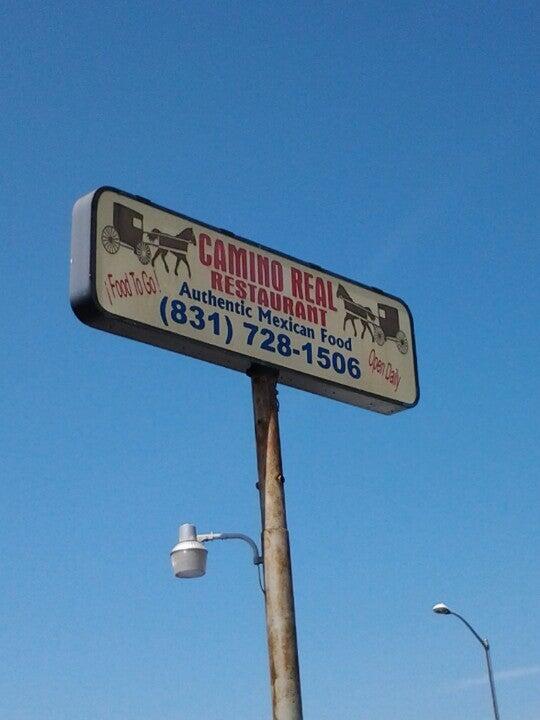 CAMINO REAL
RESTAURANT
¡Food To Go!
Authentic Mexican Food
(831) 728-1506
Open Daily